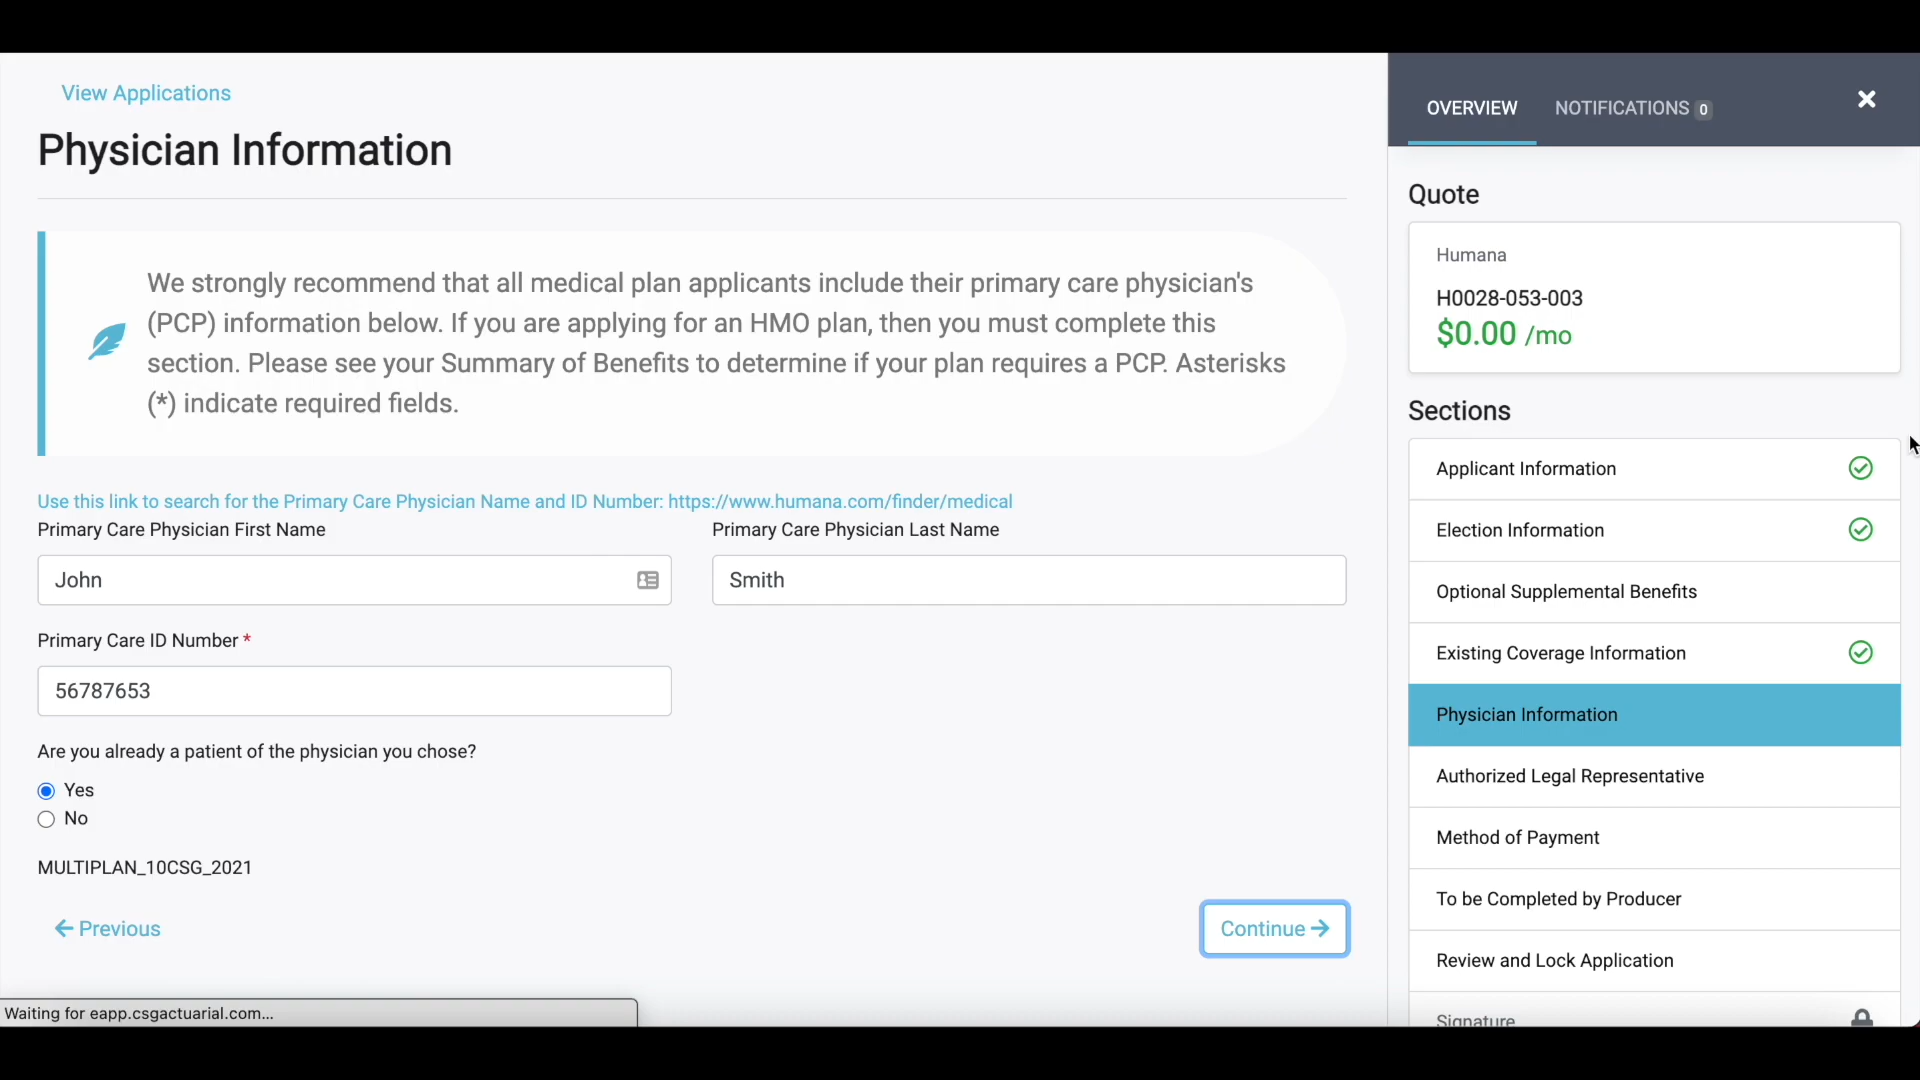 View Applications
Physician Information
We strongly recommend that all medical plan applicants include their primary care physician's
(PCP) information below. If you are applying for an HMO plan, then you must complete this
section. Please see your Summary of Benefits to determine if your plan requires a PCP. Asterisks
(*) indicate required fields.
Use this link to search for the Primary Care Physician Name and ID Number: https://www.humana.com/finder/medical
Primary Care Physician First Name
Primary Care Physician Last Name
John
Smith
Primary Care ID Number *
56787653
Are you already a patient of the physician you chose?
Yes
No
MULTIPLAN_10CSG_2021
Previous
Continue
Waiting for eapp.csgactuarial.com...
OVERVIEW
NOTIFICATIONS 0
Quote
Humana
H0028-053-003
$0.00 /mo
Sections
Applicant Information
Election Information
Optional Supplemental Benefits
Existing Coverage Information
Physician Information
Authorized Legal Representative
Method of Payment
To be Completed by Producer
Review and Lock Application
Signature